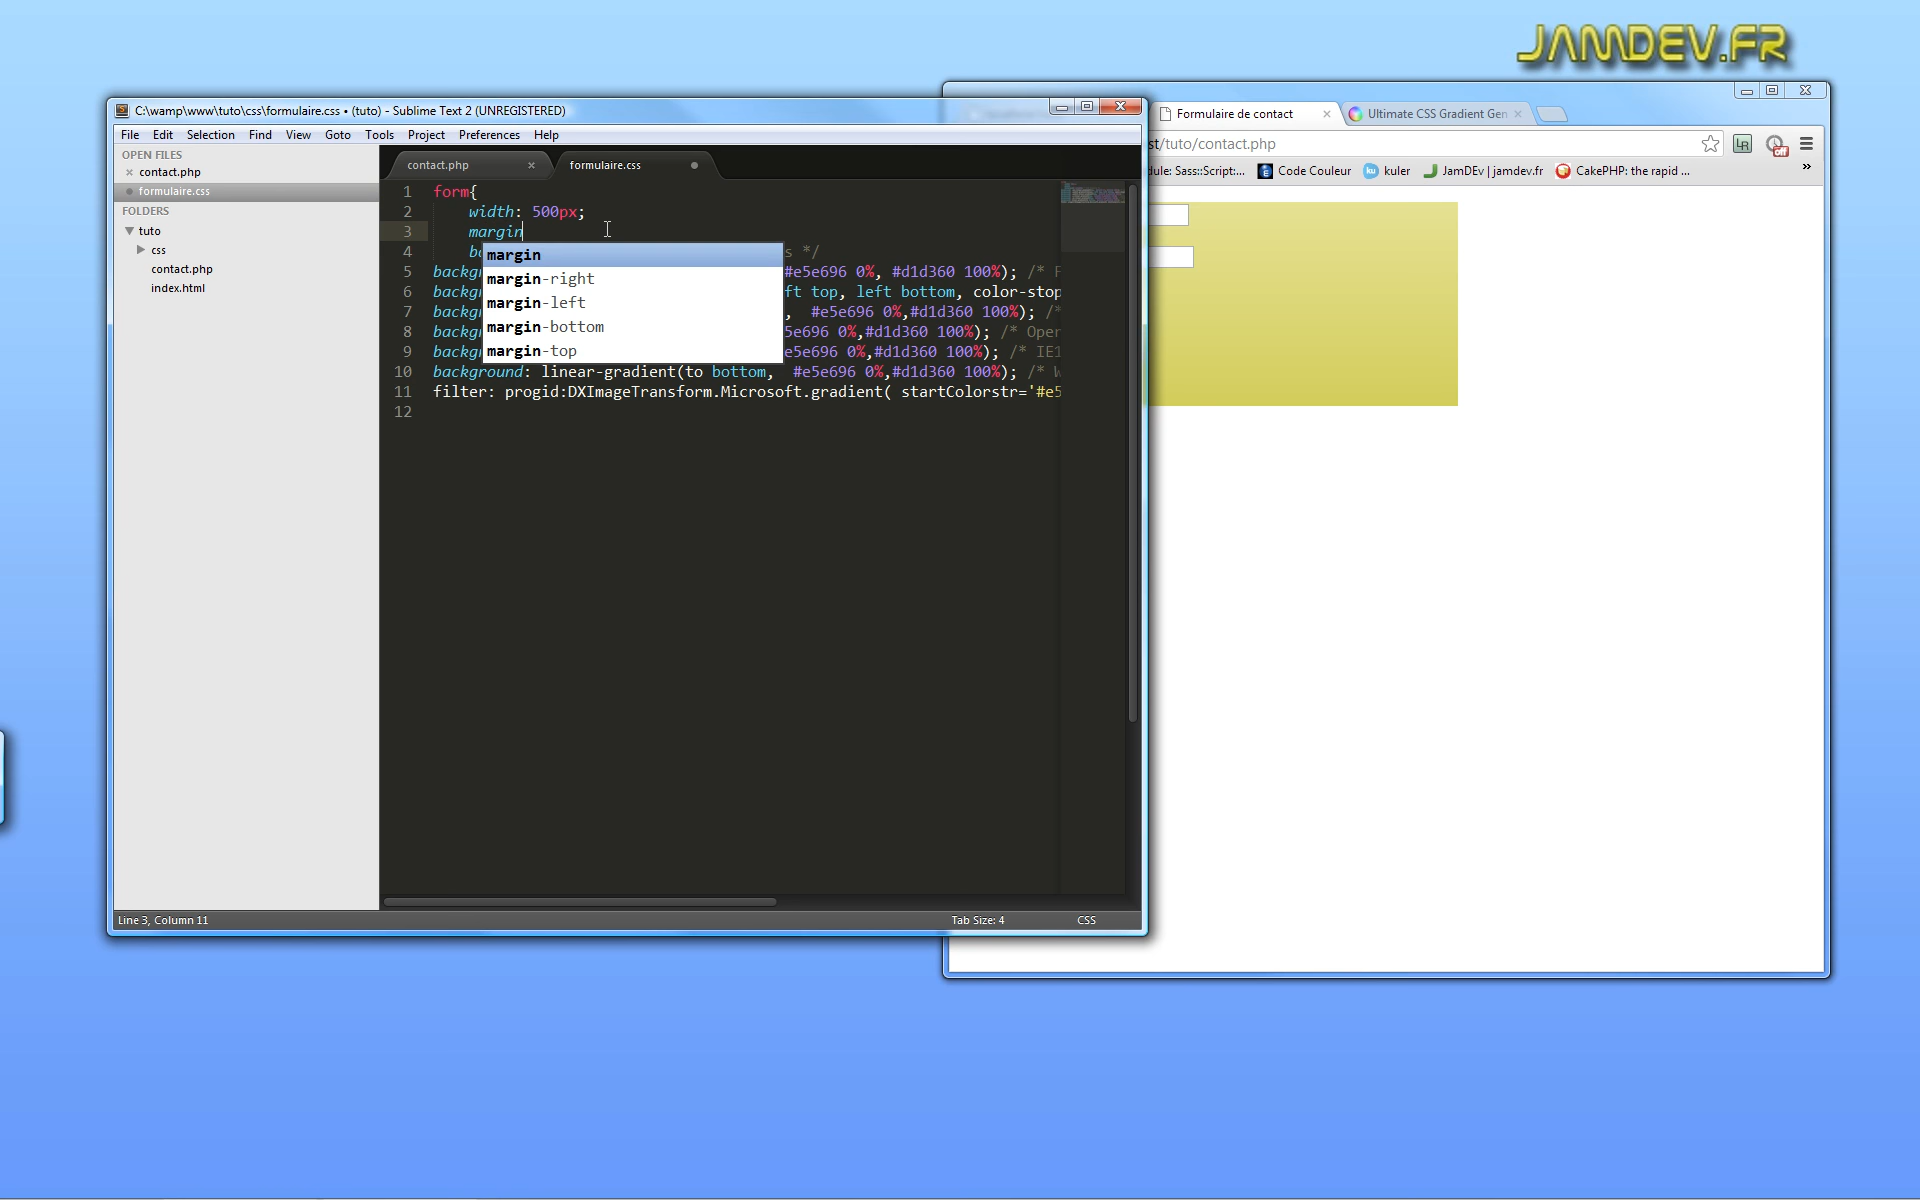 JAMDEV.FR
C:\wamp\www\tuto\css\formulaire.css • (tuto) - Sublime Text 2 (UNREGISTERED)
File Edit Selection Find View Goto Tools Project Preferences Help
OPEN FILES
contact.php
formulaire.css
FOLDERS
tuto
css
contact.php
index.html
contact.php
formulaire.css
1 form{
2 width: 500px;
3 margin
4 s */
5 #e5e696 0%, #d1d360 100%); /*
6 ft top, left bottom, color-stop
7 , #e5e696 0%,#d1d360 100%); /*
8 5e696 0%,#d1d360 100%); /* Oper
9 e5e696 0%,#d1d360 100%); /* IE1
10 background: linear-gradient(to bottom, #e5e696 0%,#d1d360 100%); /* W
11 filter: progid:DXImageTransform.Microsoft.gradient( startColorstr='#e5
12
margin
margin-right
margin-left
margin-bottom
margin-top
Line 3, Column 11
Tab Size: 4
CSS
Formulaire de contact
Ultimate CSS Gradient Gen
st/tuto/contact.php
LR
off
dule: Sass::Script:...
Code Couleur
ku kuler
JamDEv | jamdev.fr
CakePHP: the rapid ...
»